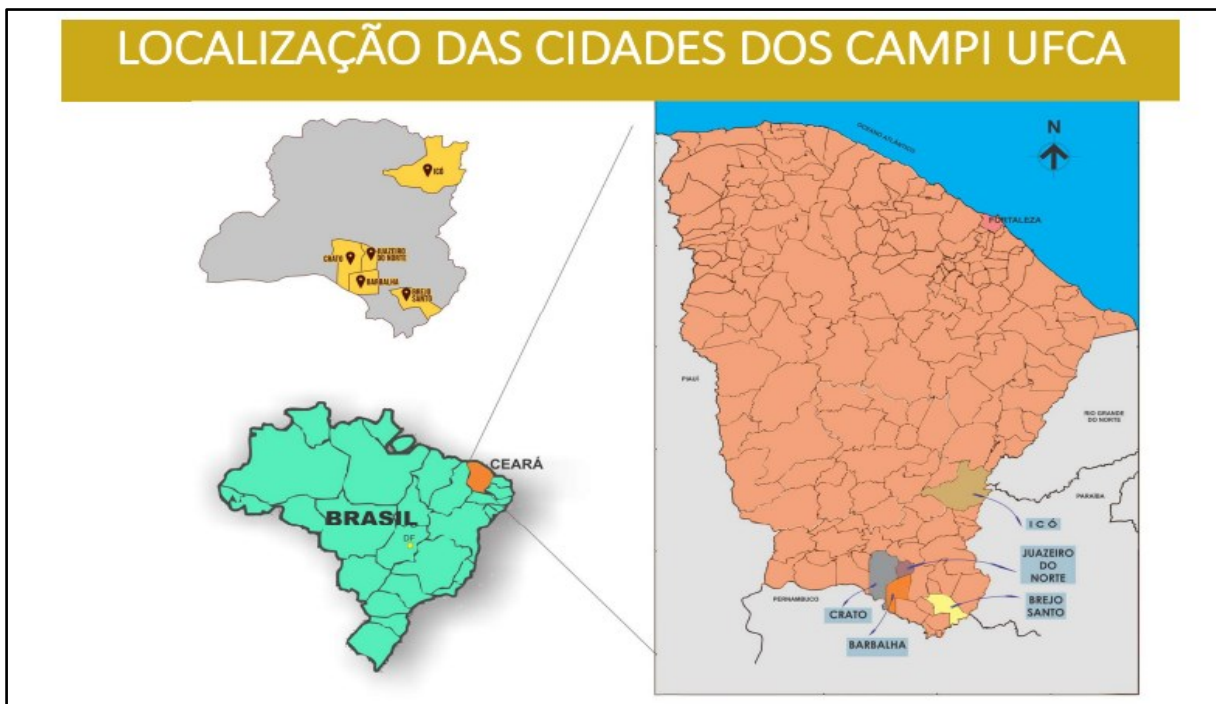 LOCALIZAÇÃO DAS CIDADES DOS CAMPI UFCA
ICÓ
CRATO
JUAZEIRO
DO NORTE
BARBALHA
BREJO
SANTO
CEARÁ
BRASIL
DF
OCEANO ATLÂNTICO
N
FORTALEZA
PIAUÍ
RIO GRANDE
DO NORTE
PARAÍBA
ICÓ
JUAZEIRO
DO
NORTE
PERNAMBUCO
CRATO
BREJO
SANTO
BARBALHA